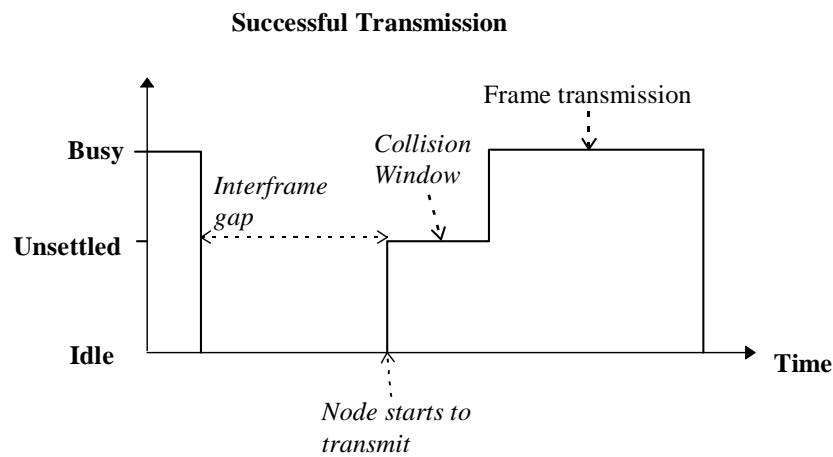 Successful Transmission
Frame transmission
Busy
Collision
Window
Interframe
gap
Unsettled
Idle
Time
Node starts to
transmit